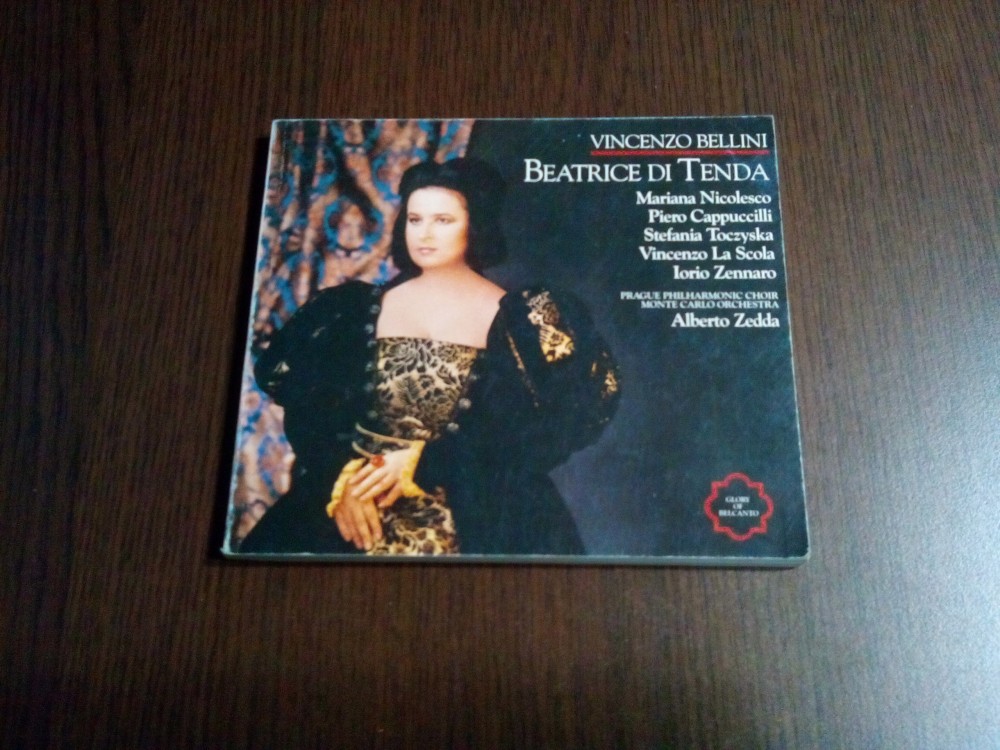 VINCENZO BELLINI
BEATRICE DI TENDA
Mariana Nicolesco
Piero Cappuccilli
Stefania Toczyska
Vincenzo La Scola
Iorio Zennaro
PRAGUE PHILHARMONIC CHOIR
MONTE CARLO ORCHESTRA
Alberto Zedda
GLORY
OF
BELCANTO